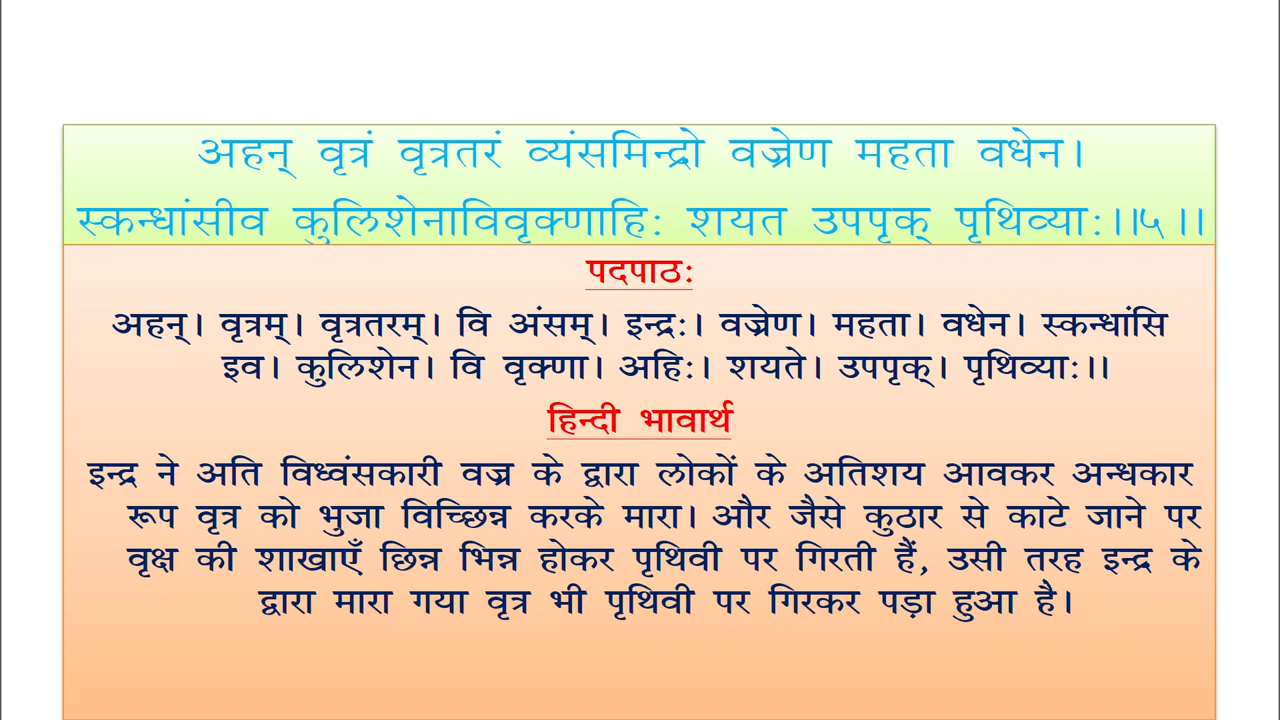 अहन् वृत्रं वृत्रतरं व्यंसमिन्द्रो वज्रेण महता वधेन।
स्कन्धांसीव कुलिशेनाविवृक्णाहिः शयत उपपृक् पृथिव्याः।।५।।
पदपाठः
अहन्। वृत्रम्। वृत्रतरम्। वि अंसम्। इन्द्रः। वज्रेण। महता। वधेन। स्कन्धांसि
इव। कुलिशेन। वि वृक्णा। अहिः। शयते। उपपृक्। पृथिव्याः।।
हिन्दी भावार्थ
इन्द्र ने अति विध्वंसकारी वज्र के द्वारा लोकों के अतिशय आवकर अन्धकार
रूप वृत्र को भुजा विच्छिन्न करके मारा। और जैसे कुठार से काटे जाने पर
वृक्ष की शाखाएँ छिन्न भिन्न होकर पृथिवी पर गिरती हैं, उसी तरह इन्द्र के
द्वारा मारा गया वृत्र भी पृथिवी पर गिरकर पड़ा हुआ है।